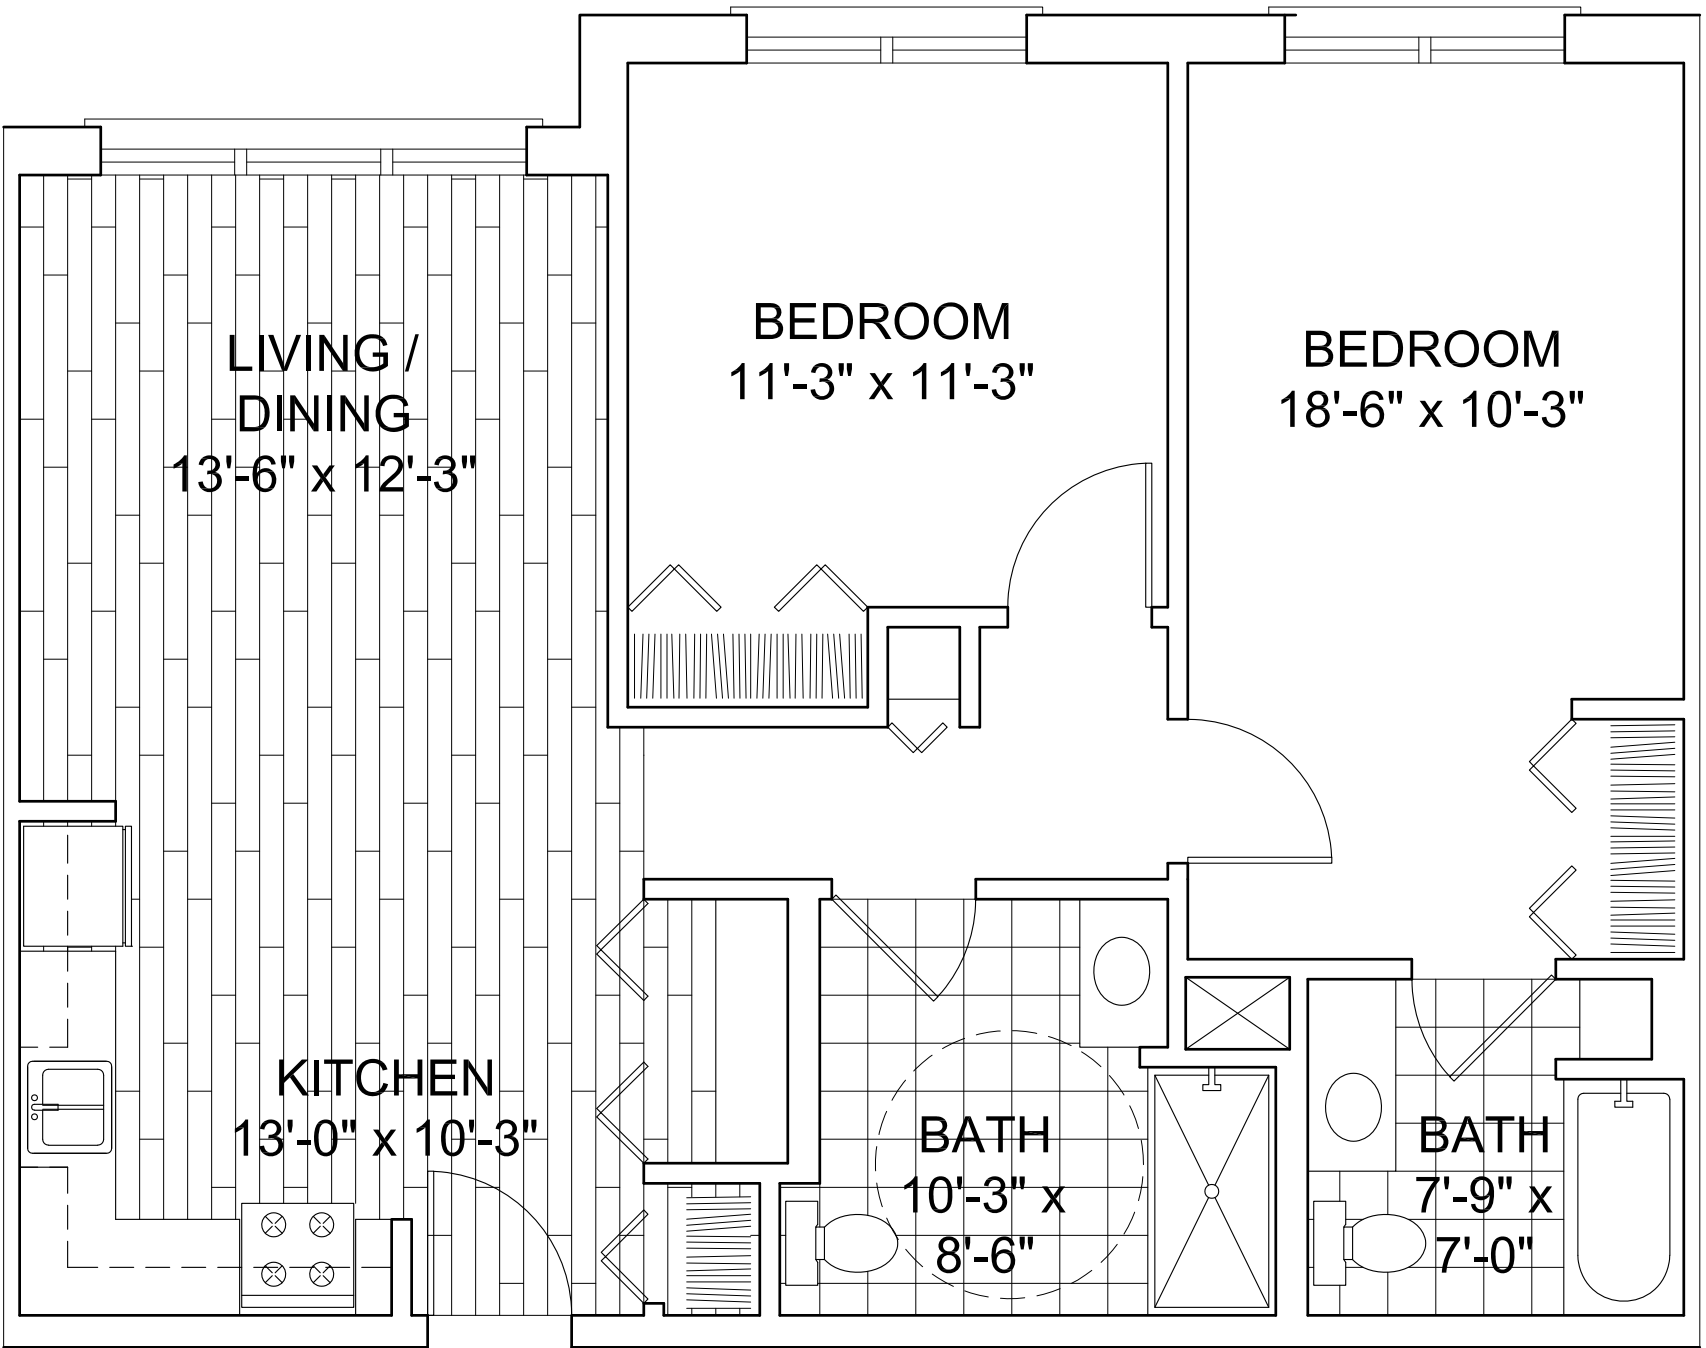 LIVING /
DINING
13'-6" x 12'-3"
BEDROOM
11'-3" x 11'-3"
BEDROOM
18'-6" x 10'-3"
KITCHEN
13'-0" x 10'-3"
BATH
10'-3" x
8'-6"
BATH
7'-9" x
7'-0"